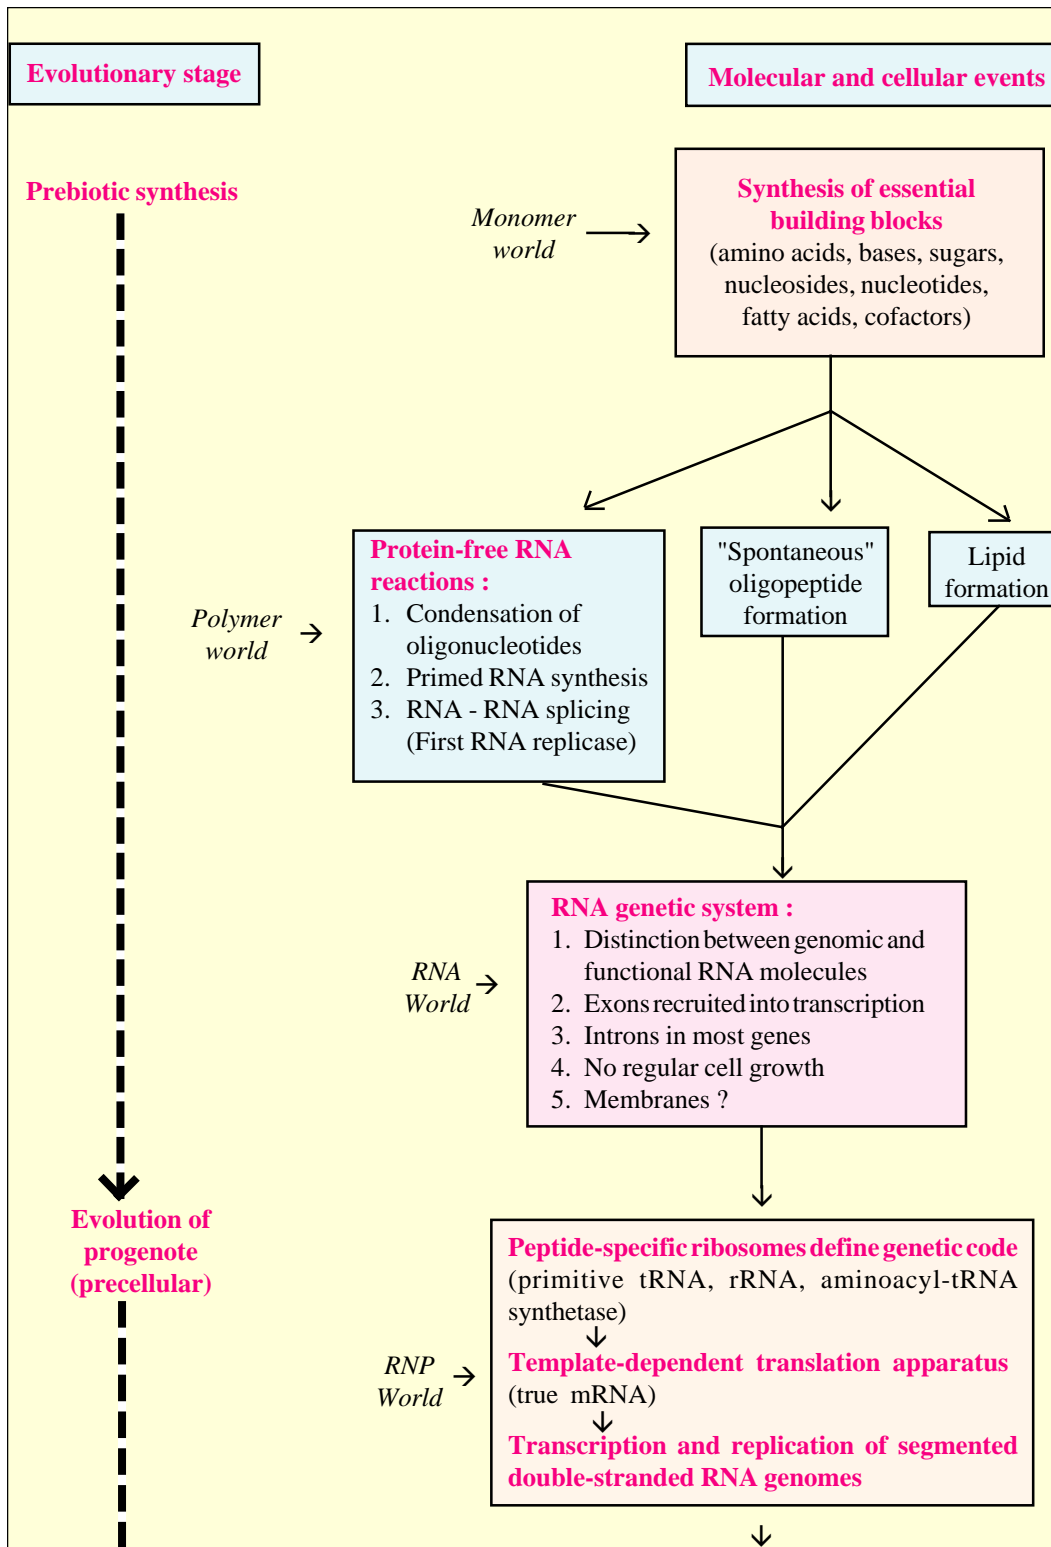 Evolutionary stage
Molecular and cellular events
Prebiotic synthesis
Monomer
world
Synthesis of essential
building blocks
(amino acids, bases, sugars,
nucleosides, nucleotides,
fatty acids, cofactors)
Polymer
world
Protein-free RNA
reactions :
1. Condensation of
oligonucleotides
2. Primed RNA synthesis
3. RNA - RNA splicing
(First RNA replicase)
"Spontaneous"
oligopeptide
formation
Lipid
formation
RNA
World
RNA genetic system :
1. Distinction between genomic and
functional RNA molecules
2. Exons recruited into transcription
3. Introns in most genes
4. No regular cell growth
5. Membranes ?
Evolution of
progenote
(precellular)
RNP
World
Peptide-specific ribosomes define genetic code
(primitive tRNA, rRNA, aminoacyl-tRNA
synthetase)
Template-dependent translation apparatus
(true mRNA)
Transcription and replication of segmented
double-stranded RNA genomes